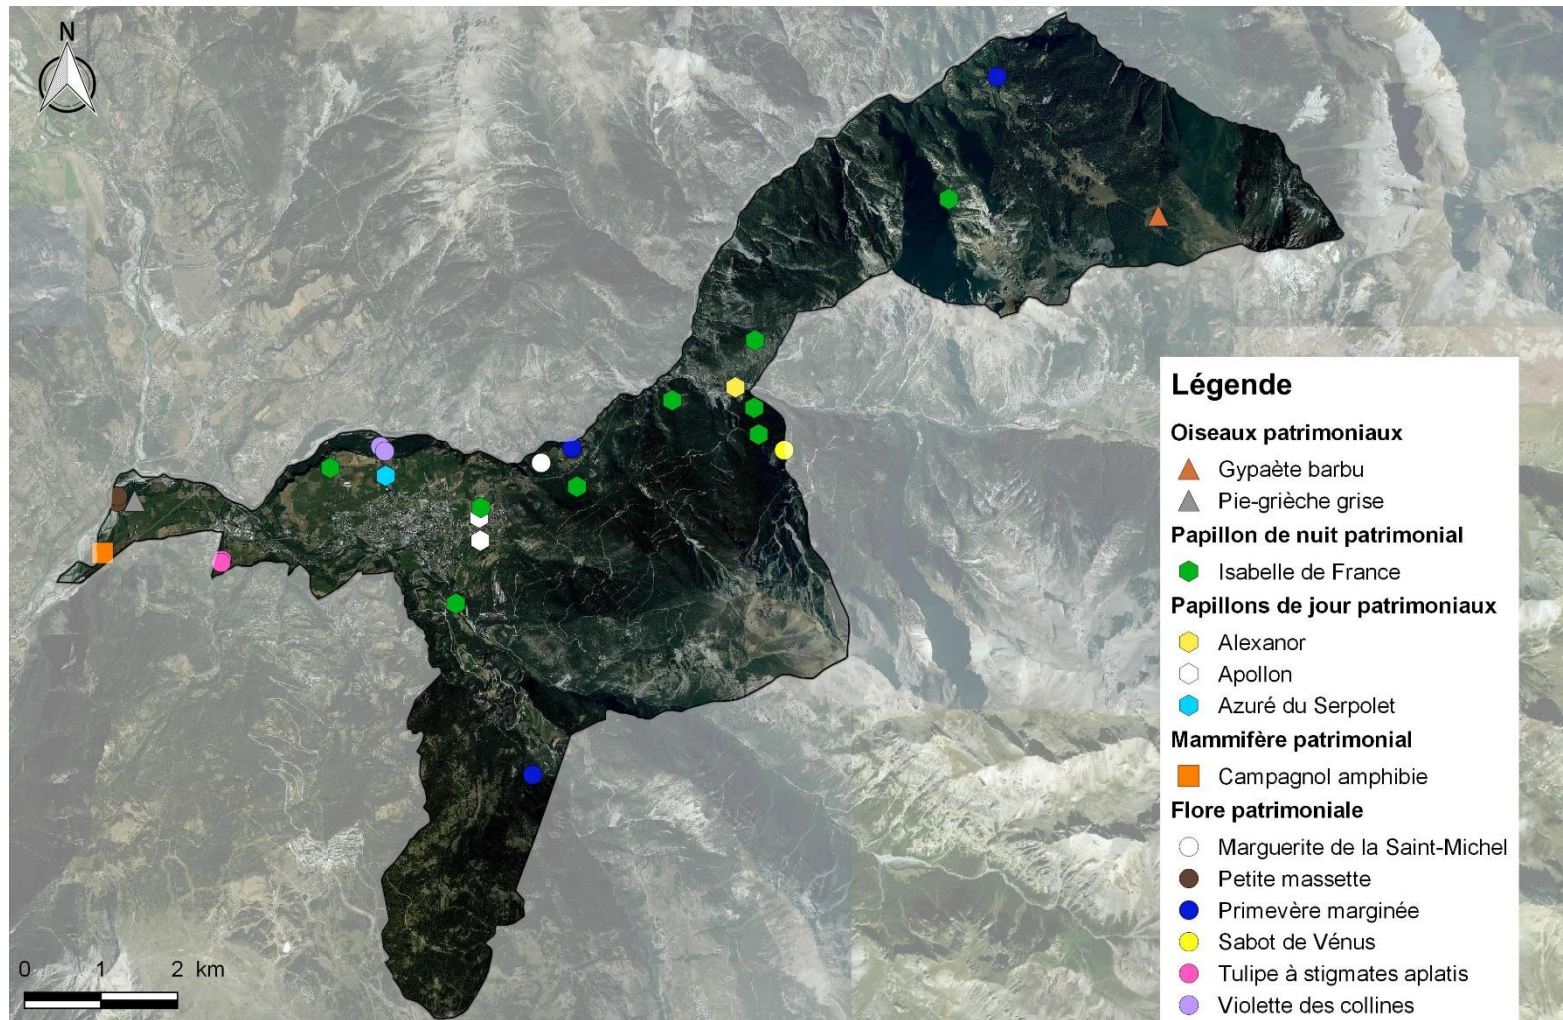 N
Légende
Oiseaux patrimoniaux
Gypaète barbu
Pie-grièche grise
Papillon de nuit patrimonial
Isabelle de France
Papillons de jour patrimoniaux
Alexanor
Apollon
Azuré du Serpolet
Mammifère patrimonial
Campagnol amphibie
Flore patrimoniale
Marguerite de la Saint-Michel
Petite massette
Primevère marginée
Sabot de Vénus
Tulipe à stigmates aplatis
Violette des collines
0 1 2 km